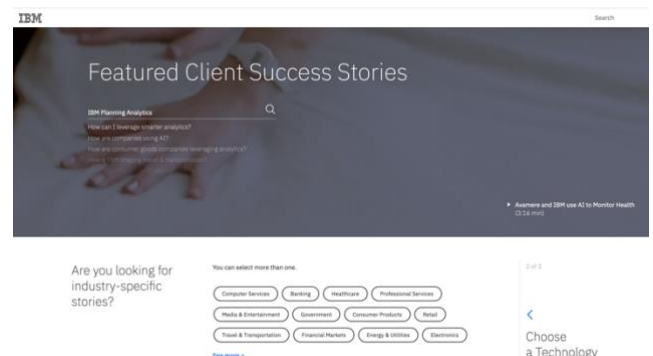 IBM
Search
Featured Client Success Stories
IBM Planning Analytics
How can I leverage smarter analytics?
How are companies using AI?
How are consumer goods companies leveraging analytics?
travel & transportation?
Avamere and IBM use AI to Monitor Health
(3:16 min)
Are you looking for
industry-specific
stories?
You can select more than one.
Computer Services
Banking
Healthcare
Professional Services
Media & Entertainment
Government
Consumer Products
Retail
Travel & Transportation
Financial Markets
Energy & Utilities
Electronics
See more
Choose
a Technology